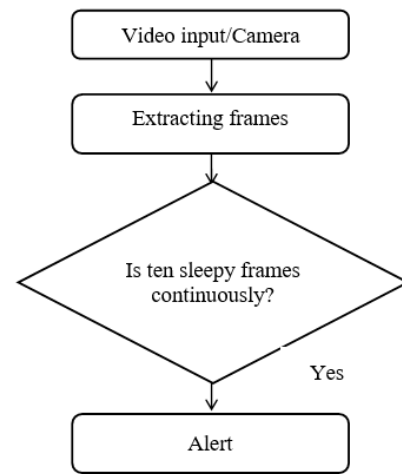 Video input/Camera
Extracting frames
Is ten sleepy frames
continuously?
Yes
Alert